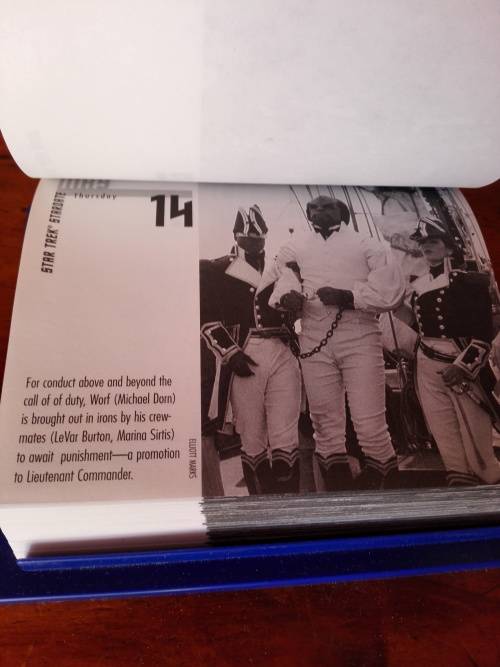 Thursday
14
STAR TREK® STARDATE
For conduct above and beyond the
call of of duty, Worf (Michael Dorn)
is brought out in irons by his crew-
mates (LeVar Burton, Marina Sirtis)
to await punishment—a promotion
to Lieutenant Commander.
ELLIOTT MARKS